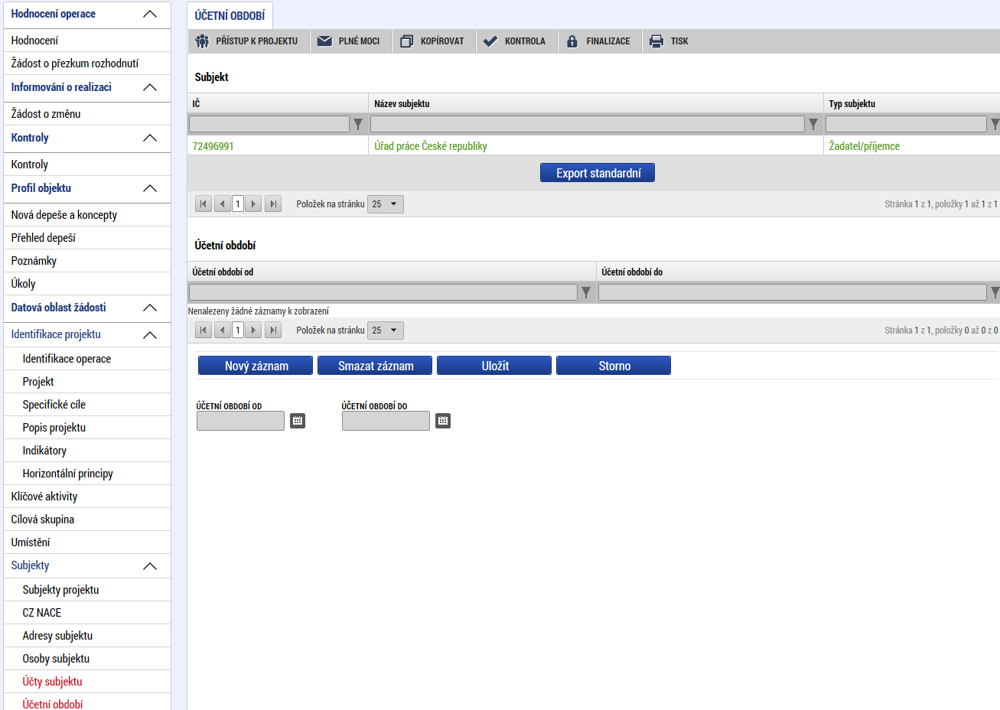 Hodnocení operace
Hodnocení
Žádost o přezkum rozhodnutí
Informování o realizaci
Žádost o změnu
Kontroly
Kontroly
Profil objektu
Nová depeše a koncepty
Přehled depeší
Poznámky
Úkoly
Datová oblast žádosti
Identifikace projektu
Identifikace operace
Projekt
Specifické cíle
Popis projektu
Indikátory
Horizontální principy
Klíčové aktivity
Cílová skupina
Umístění
Subjekty
Subjekty projektu
CZ NACE
Adresy subjektu
Osoby subjektu
Účty subjektu
Účetní období
ÚČETNÍ OBDOBÍ
PŘÍSTUP K PROJEKTU PLNÉ MOCI KOPÍROVAT KONTROLA FINALIZACE TISK
Subjekt
IČ Název subjektu Typ subjektu
72496991 Úřad práce České republiky Žadatel/příjemce
Export standardní
1 Položek na stránku 25 Stránka 1 z 1, položky 1 až 1 z 1
Účetní období
Účetní období od Účetní období do
Nenalezeny žádné záznamy k zobrazení
1 Položek na stránku 25 Stránka 1 z 1, položky 0 až 0 z 0
Nový záznam Smazat záznam Uložit Storno
ÚČETNÍ OBDOBÍ OD ÚČETNÍ OBDOBÍ DO